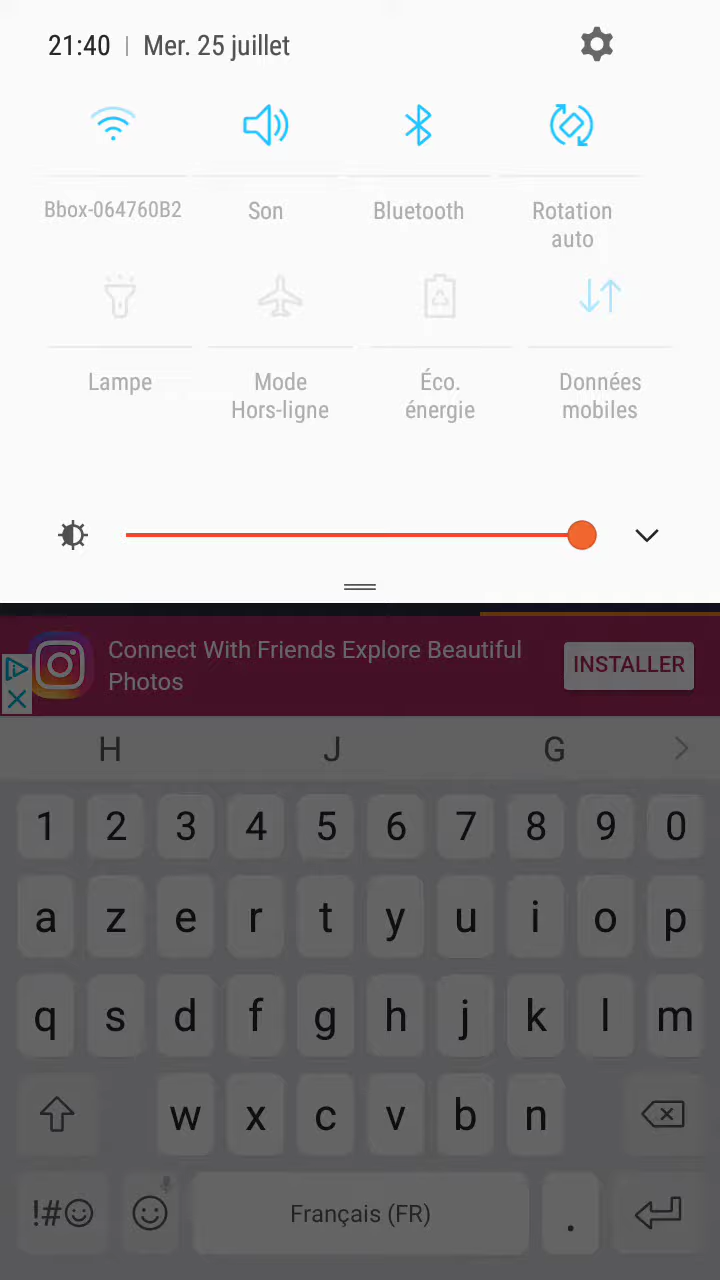 21:40 | Mer. 25 juillet
Bbox-064760B2 Son Bluetooth Rotation
auto
Lampe Mode Éco. Données
Hors-ligne énergie mobiles
Connect With Friends Explore Beautiful
Photos
INSTALLER
H J G
1 2 3 4 5 6 7 8 9 0
a z e r t y u i o p
q s d f g h j k l m
w x c v b n
!#☺ Français (FR) .